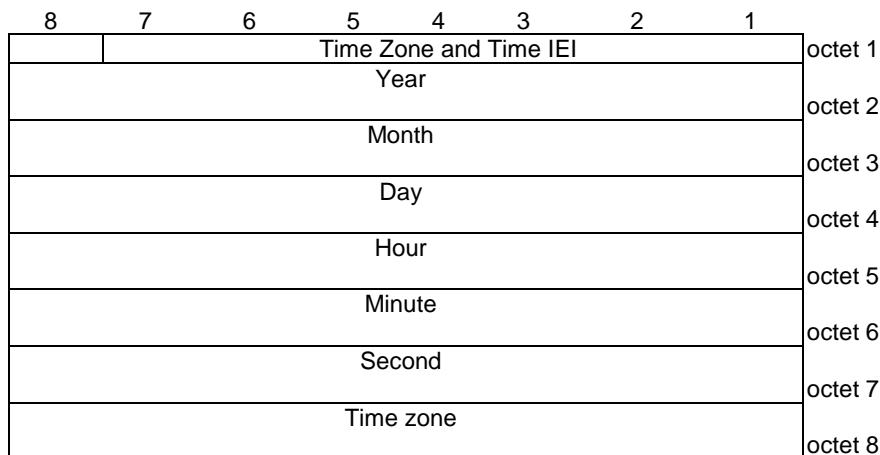 8 7 6 5 4 3 2 1
Time Zone and Time IEI octet 1
Year
octet 2
Month
octet 3
Day
octet 4
Hour
octet 5
Minute
octet 6
Second
octet 7
Time zone
octet 8